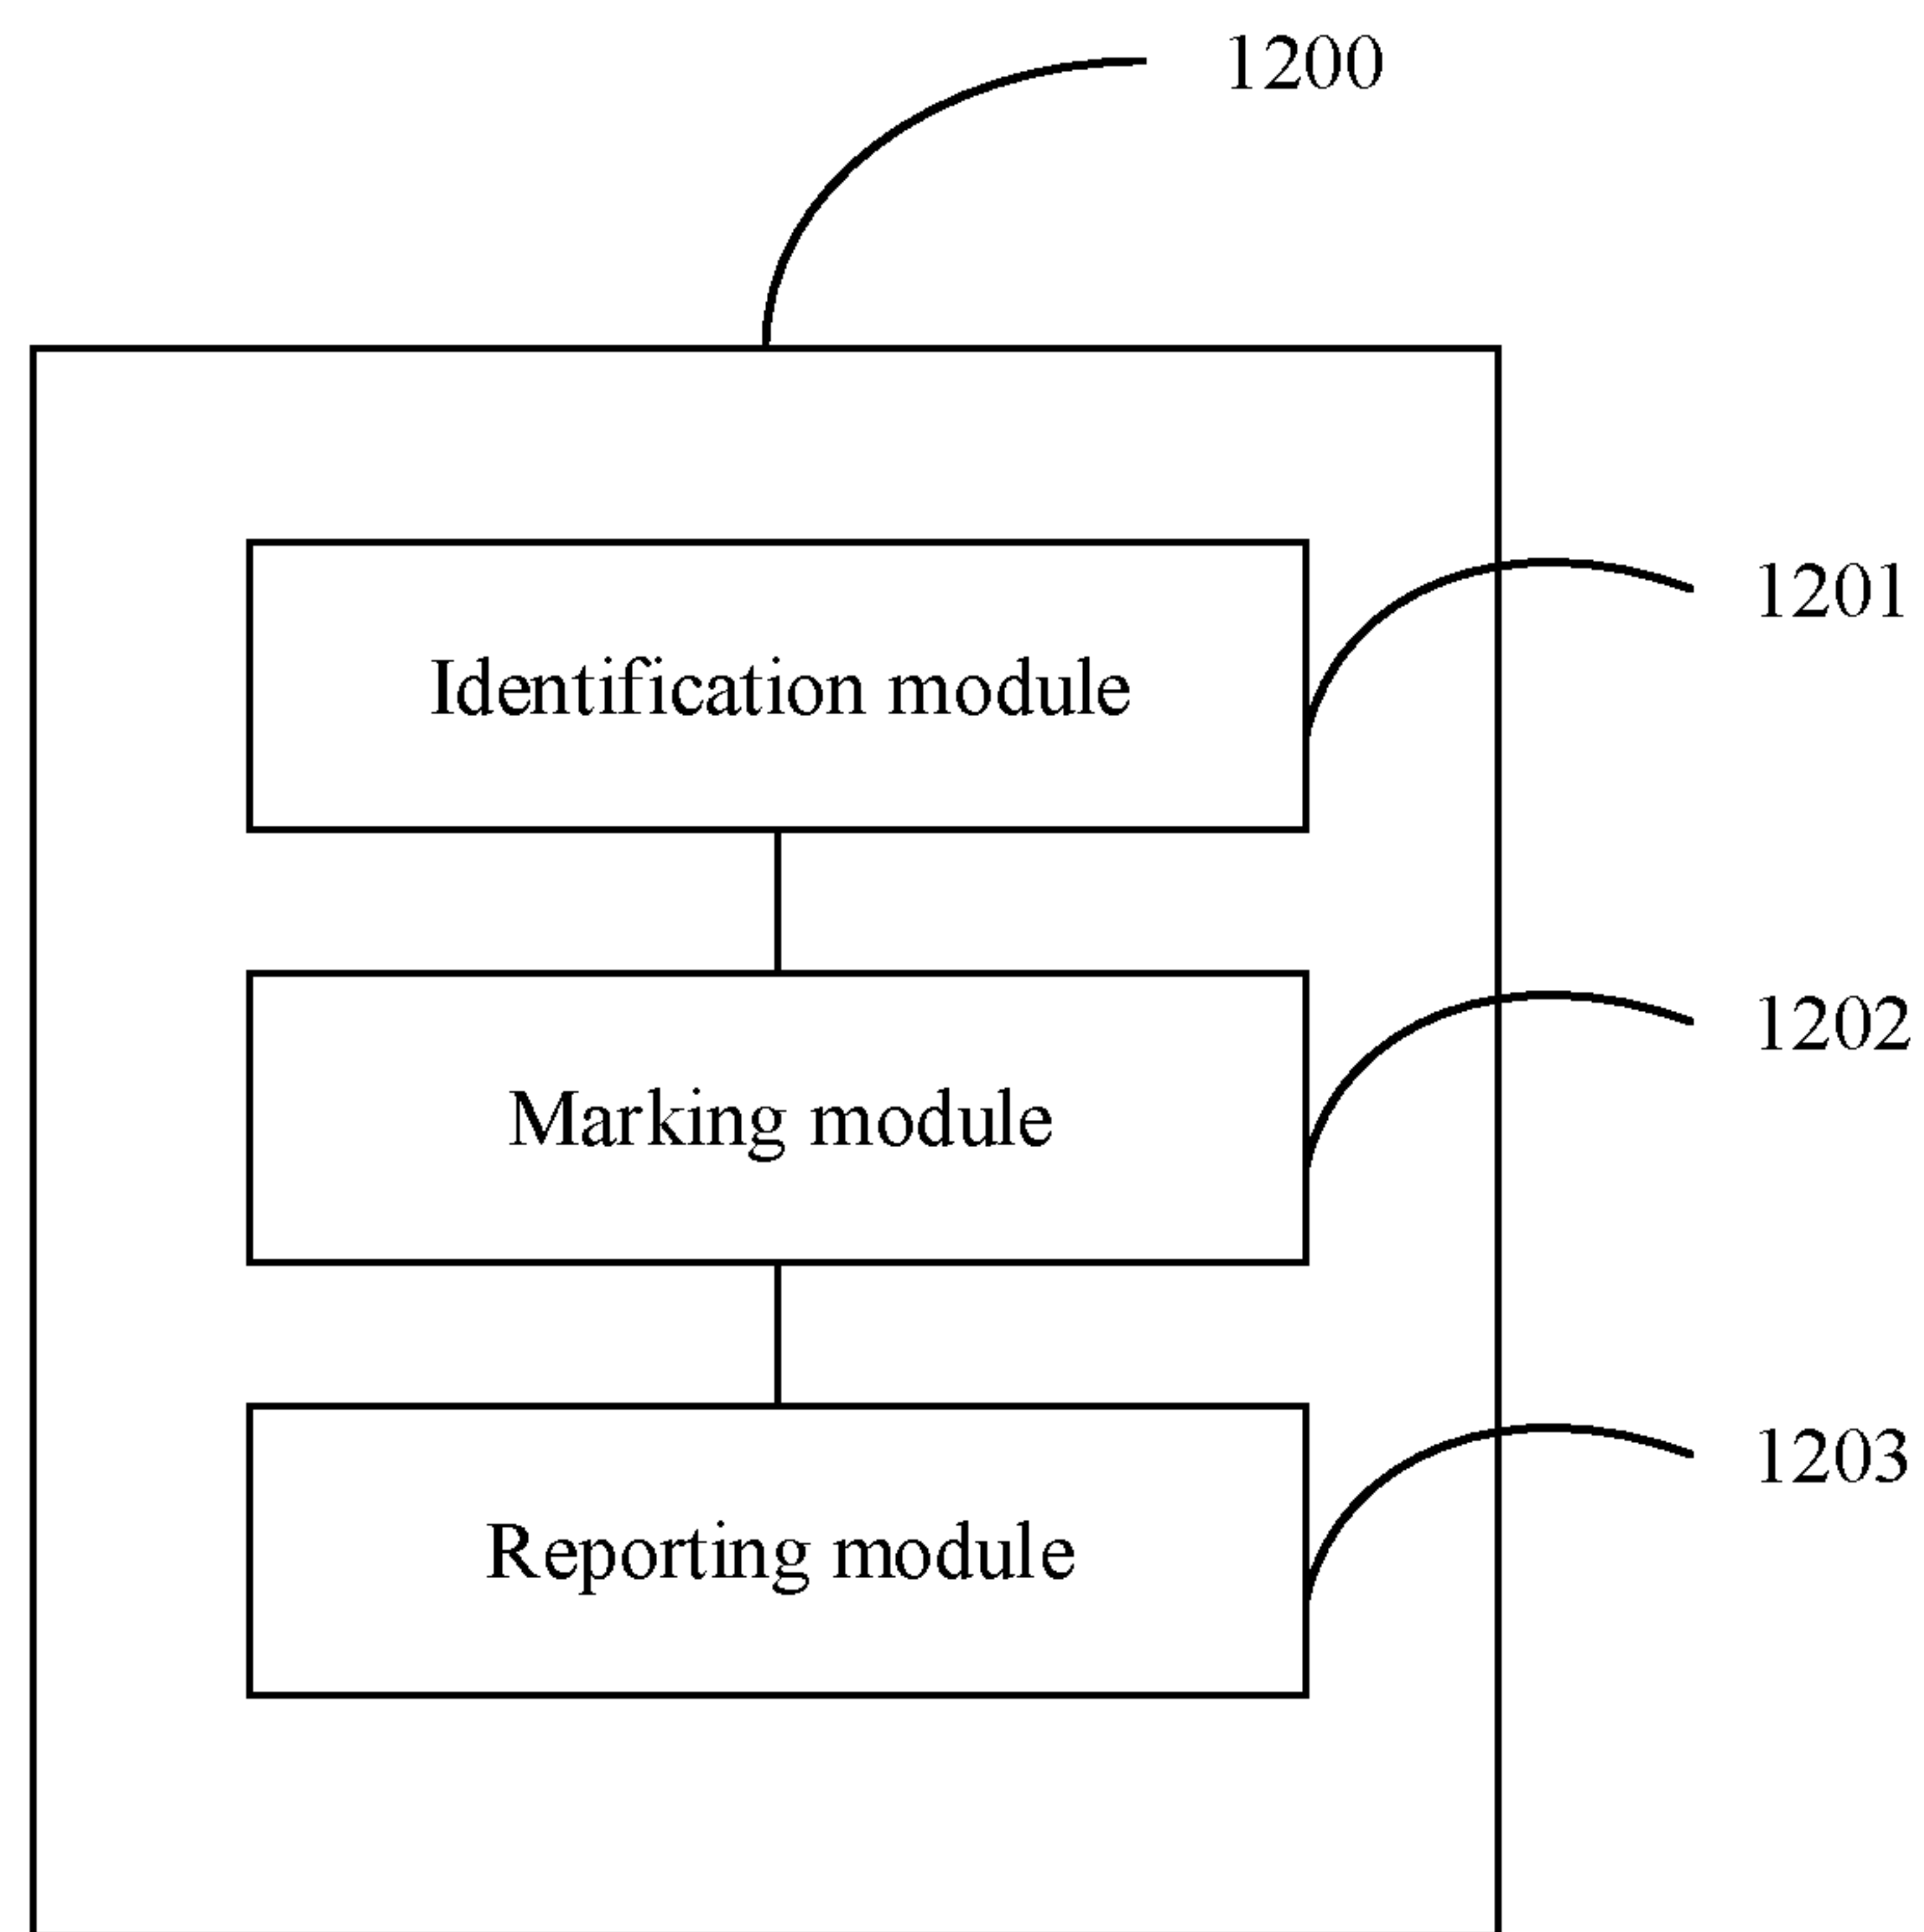 1200
Identification module
1201
Marking module
1202
Reporting module
1203